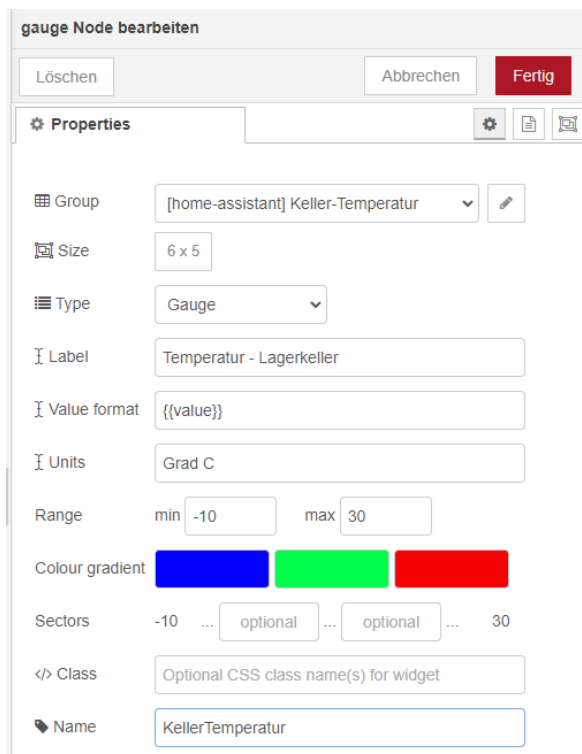 gauge Node bearbeiten
Löschen Abbrechen Fertig
Properties
Group [home-assistant] Keller-Temperatur
Size 6 x 5
Type Gauge
Label Temperatur - Lagerkeller
Value format {{value}}
Units Grad C
Range min -10 max 30
Colour gradient
Sectors -10 ... optional ... optional ... 30
</> Class Optional CSS class name(s) for widget
Name KellerTemperatur